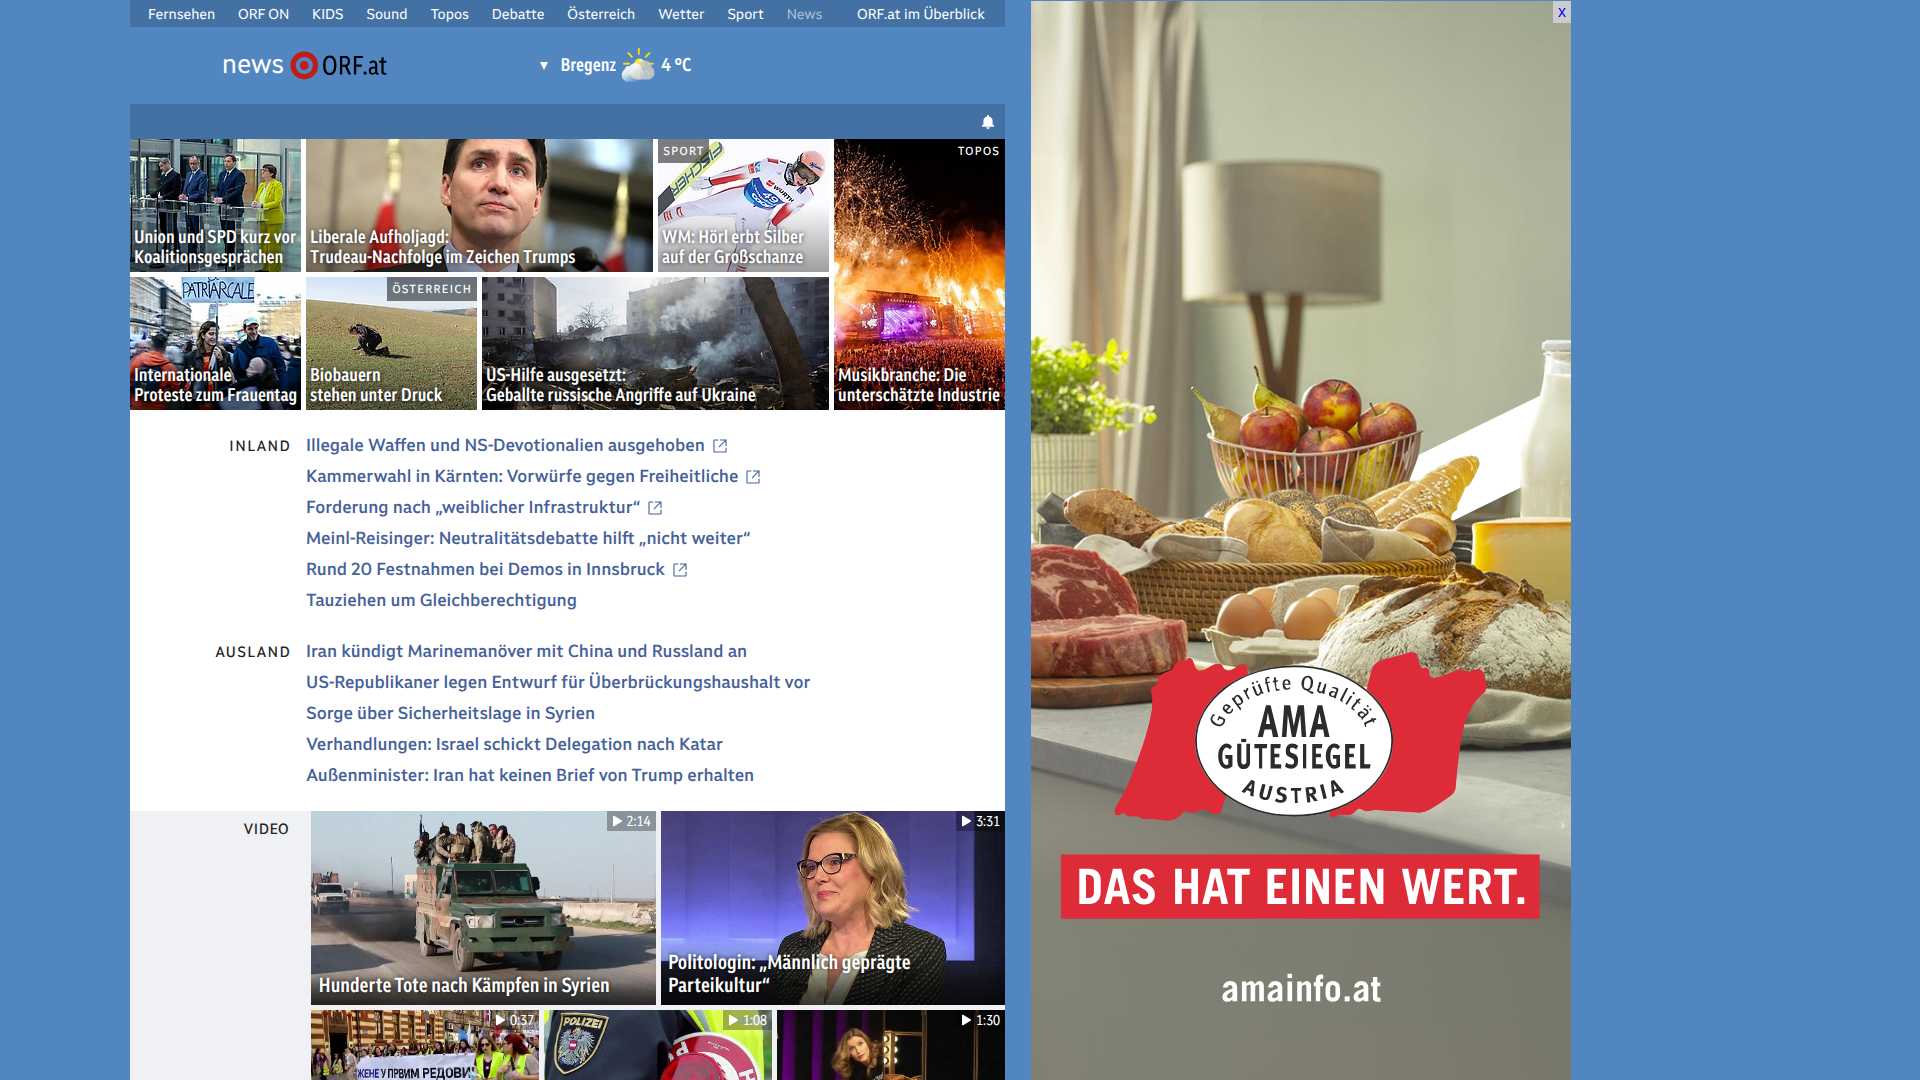 Fernsehen ORF ON KIDS Sound Topos Debatte Österreich Wetter Sport News ORF.at im Überblick
news ORF.at
Bregenz 4 °C
Union und SPD kurz vor
Koalitionsgesprächen
Liberale Aufholjagd:
Trudeau-Nachfolge im Zeichen Trumps
SPORT
FISCHER
WÜRTH
49
WM: Hörl erbt Silber
auf der Großschanze
TOPOS
Musikbranche: Die
unterschätzte Industrie
PATRIARCALE
Internationale
Proteste zum Frauentag
ÖSTERREICH
Biobauern
stehen unter Druck
US-Hilfe ausgesetzt:
Geballte russische Angriffe auf Ukraine
INLAND
Illegale Waffen und NS-Devotionalien ausgehoben
Kammerwahl in Kärnten: Vorwürfe gegen Freiheitliche
Forderung nach „weiblicher Infrastruktur“
Meinl-Reisinger: Neutralitätsdebatte hilft „nicht weiter“
Rund 20 Festnahmen bei Demos in Innsbruck
Tauziehen um Gleichberechtigung
AUSLAND
Iran kündigt Marinemanöver mit China und Russland an
US-Republikaner legen Entwurf für Überbrückungshaushalt vor
Sorge über Sicherheitslage in Syrien
Verhandlungen: Israel schickt Delegation nach Katar
Außenminister: Iran hat keinen Brief von Trump erhalten
VIDEO
2:14
Hunderte Tote nach Kämpfen in Syrien
3:31
Politologin: „Männlich geprägte
Parteikultur“
0:37
ЖЕНЕ У ПРВИМ РЕДОВИ
1:08
POLIZEI
1:30
X
Geprüfte Qualität
AMA
GÜTESIEGEL
AUSTRIA
DAS HAT EINEN WERT.
amainfo.at